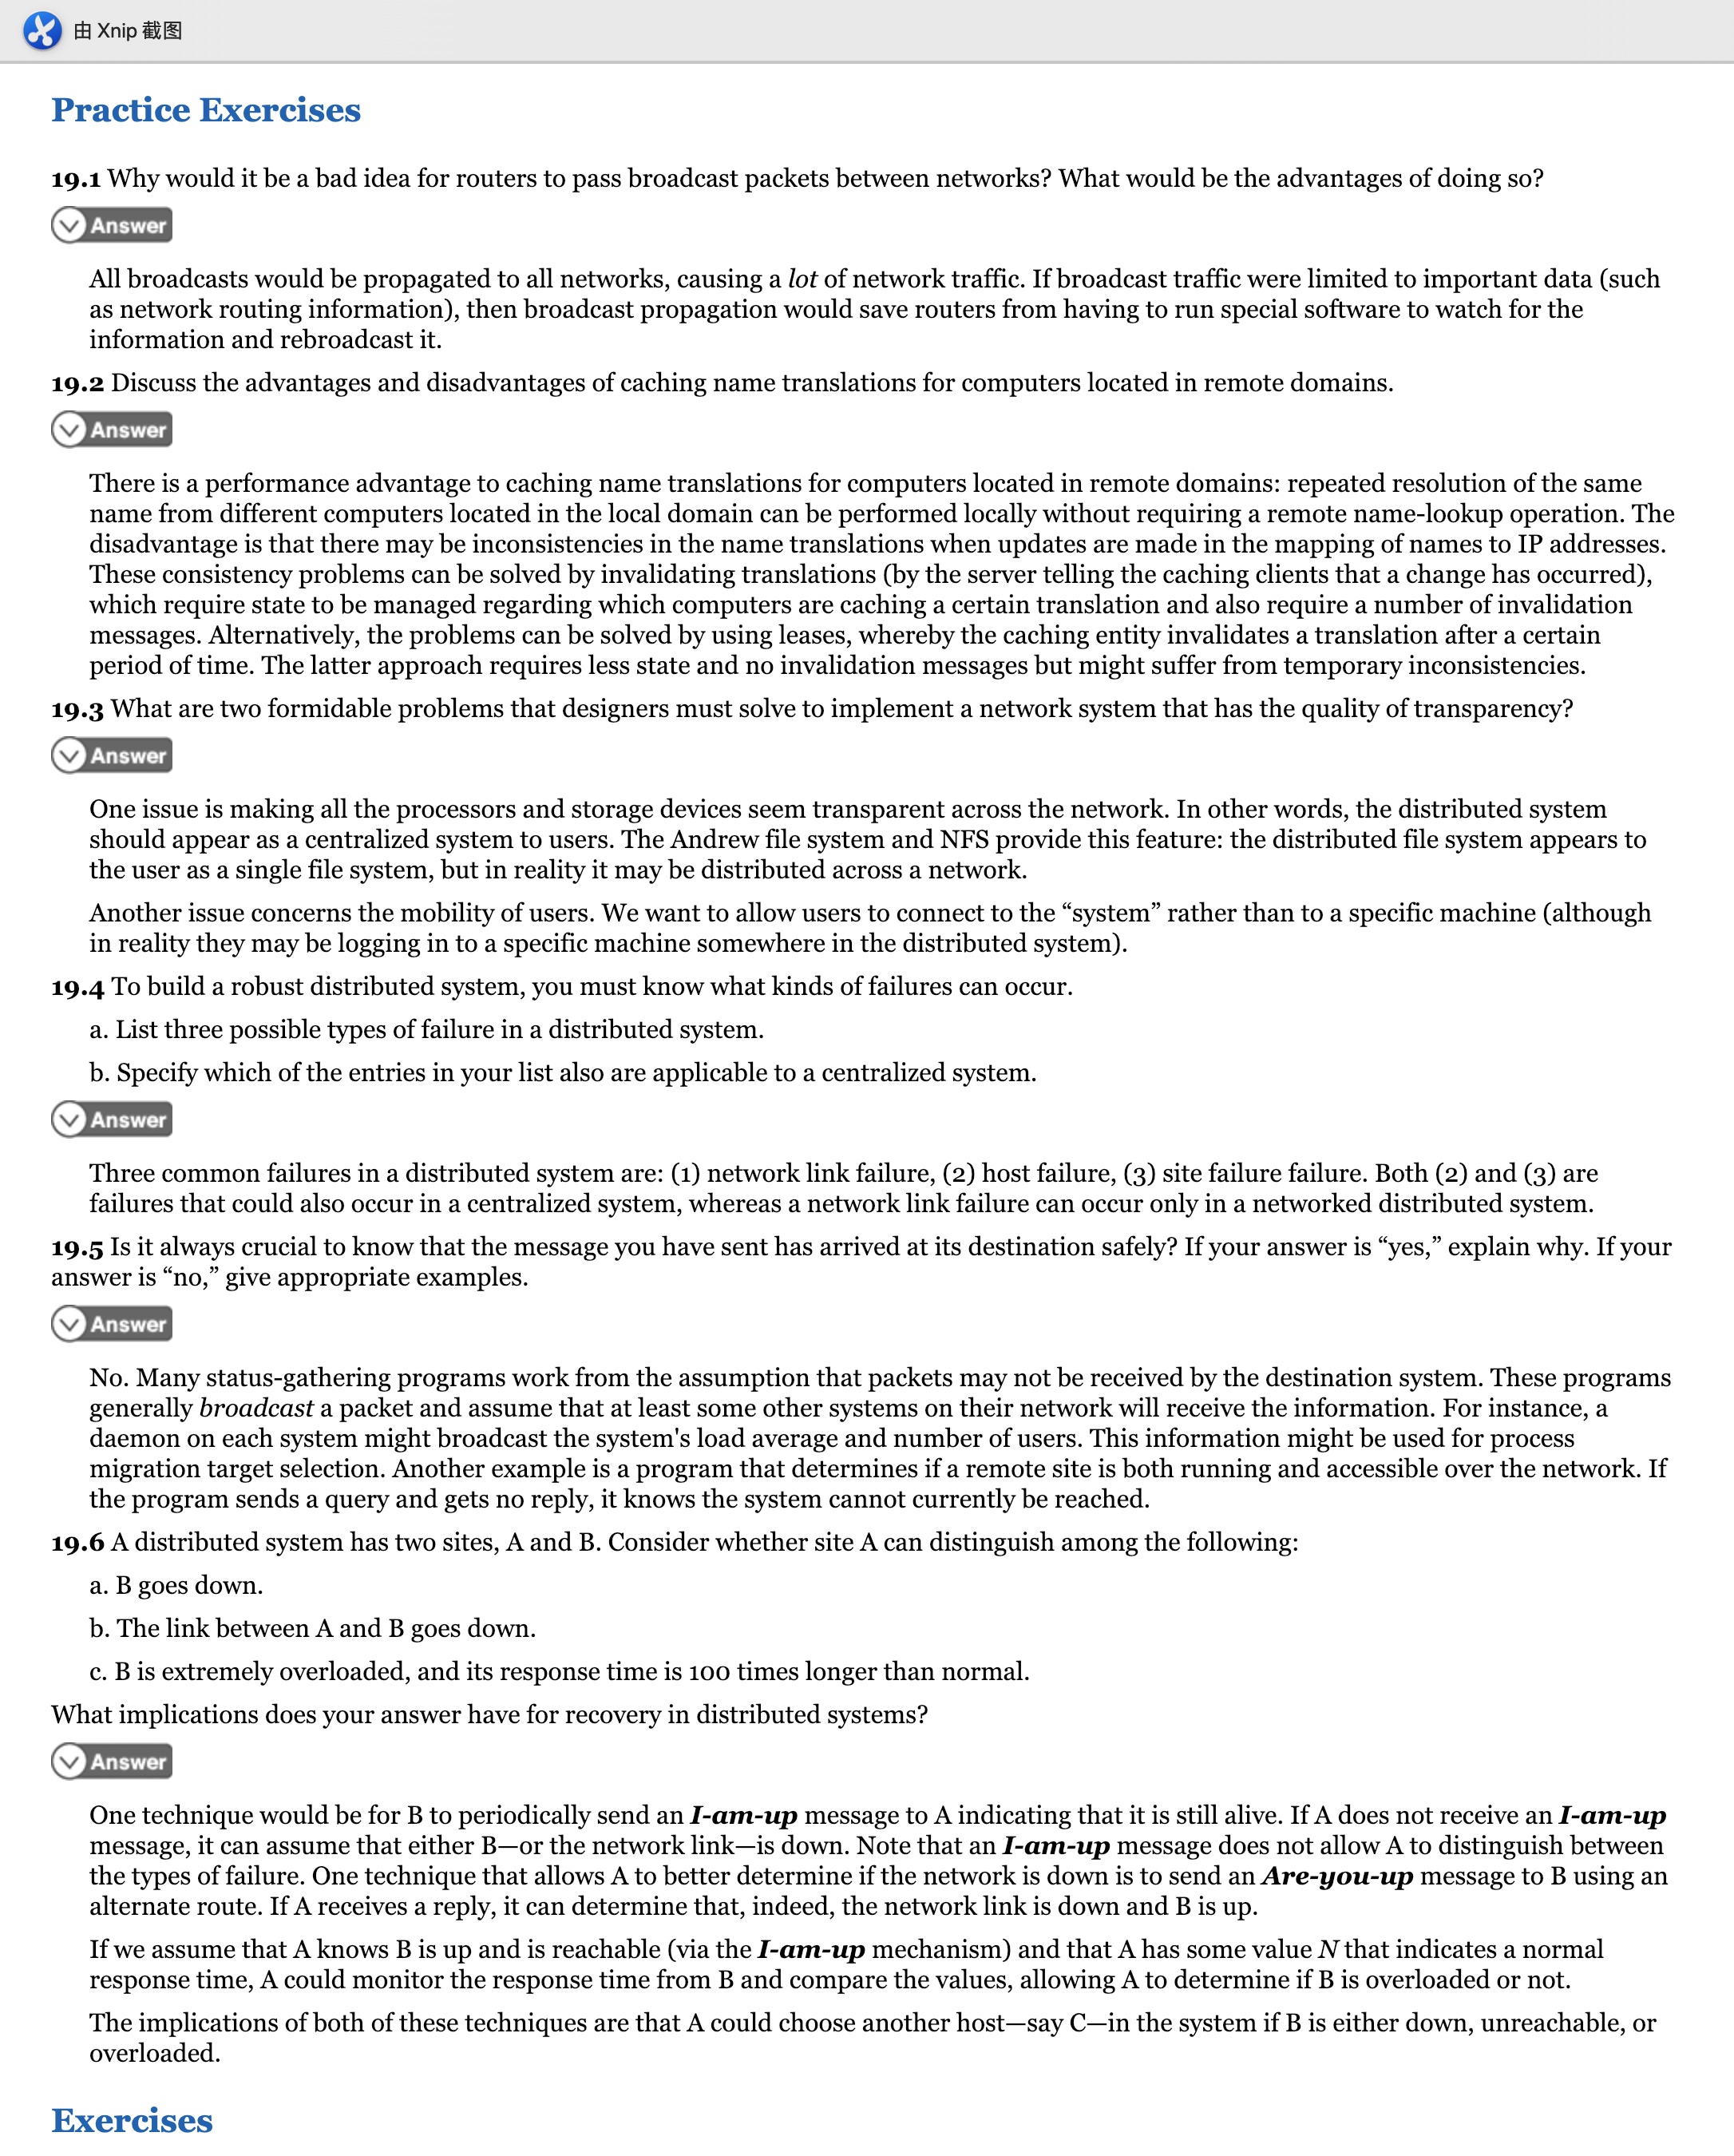 由 Xnip 截图
Practice Exercises
19.1 Why would it be a bad idea for routers to pass broadcast packets between networks? What would be the advantages of doing so?
Answer
All broadcasts would be propagated to all networks, causing a lot of network traffic. If broadcast traffic were limited to important data (such
as network routing information), then broadcast propagation would save routers from having to run special software to watch for the
information and rebroadcast it.
19.2 Discuss the advantages and disadvantages of caching name translations for computers located in remote domains.
Answer
There is a performance advantage to caching name translations for computers located in remote domains: repeated resolution of the same
name from different computers located in the local domain can be performed locally without requiring a remote name-lookup operation. The
disadvantage is that there may be inconsistencies in the name translations when updates are made in the mapping of names to IP addresses.
These consistency problems can be solved by invalidating translations (by the server telling the caching clients that a change has occurred),
which require state to be managed regarding which computers are caching a certain translation and also require a number of invalidation
messages. Alternatively, the problems can be solved by using leases, whereby the caching entity invalidates a translation after a certain
period of time. The latter approach requires less state and no invalidation messages but might suffer from temporary inconsistencies.
19.3 What are two formidable problems that designers must solve to implement a network system that has the quality of transparency?
Answer
One issue is making all the processors and storage devices seem transparent across the network. In other words, the distributed system
should appear as a centralized system to users. The Andrew file system and NFS provide this feature: the distributed file system appears to
the user as a single file system, but in reality it may be distributed across a network.
Another issue concerns the mobility of users. We want to allow users to connect to the “system” rather than to a specific machine (although
in reality they may be logging in to a specific machine somewhere in the distributed system).
19.4 To build a robust distributed system, you must know what kinds of failures can occur.
a. List three possible types of failure in a distributed system.
b. Specify which of the entries in your list also are applicable to a centralized system.
Answer
Three common failures in a distributed system are: (1) network link failure, (2) host failure, (3) site failure failure. Both (2) and (3) are
failures that could also occur in a centralized system, whereas a network link failure can occur only in a networked distributed system.
19.5 Is it always crucial to know that the message you have sent has arrived at its destination safely? If your answer is “yes,” explain why. If your
answer is “no,” give appropriate examples.
Answer
No. Many status-gathering programs work from the assumption that packets may not be received by the destination system. These programs
generally broadcast a packet and assume that at least some other systems on their network will receive the information. For instance, a
daemon on each system might broadcast the system's load average and number of users. This information might be used for process
migration target selection. Another example is a program that determines if a remote site is both running and accessible over the network. If
the program sends a query and gets no reply, it knows the system cannot currently be reached.
19.6 A distributed system has two sites, A and B. Consider whether site A can distinguish among the following:
a. B goes down.
b. The link between A and B goes down.
c. B is extremely overloaded, and its response time is 100 times longer than normal.
What implications does your answer have for recovery in distributed systems?
Answer
One technique would be for B to periodically send an I-am-up message to A indicating that it is still alive. If A does not receive an I-am-up
message, it can assume that either B—or the network link—is down. Note that an I-am-up message does not allow A to distinguish between
the types of failure. One technique that allows A to better determine if the network is down is to send an Are-you-up message to B using an
alternate route. If A receives a reply, it can determine that, indeed, the network link is down and B is up.
If we assume that A knows B is up and is reachable (via the I-am-up mechanism) and that A has some value N that indicates a normal
response time, A could monitor the response time from B and compare the values, allowing A to determine if B is overloaded or not.
The implications of both of these techniques are that A could choose another host—say C—in the system if B is either down, unreachable, or
overloaded.
Exercises